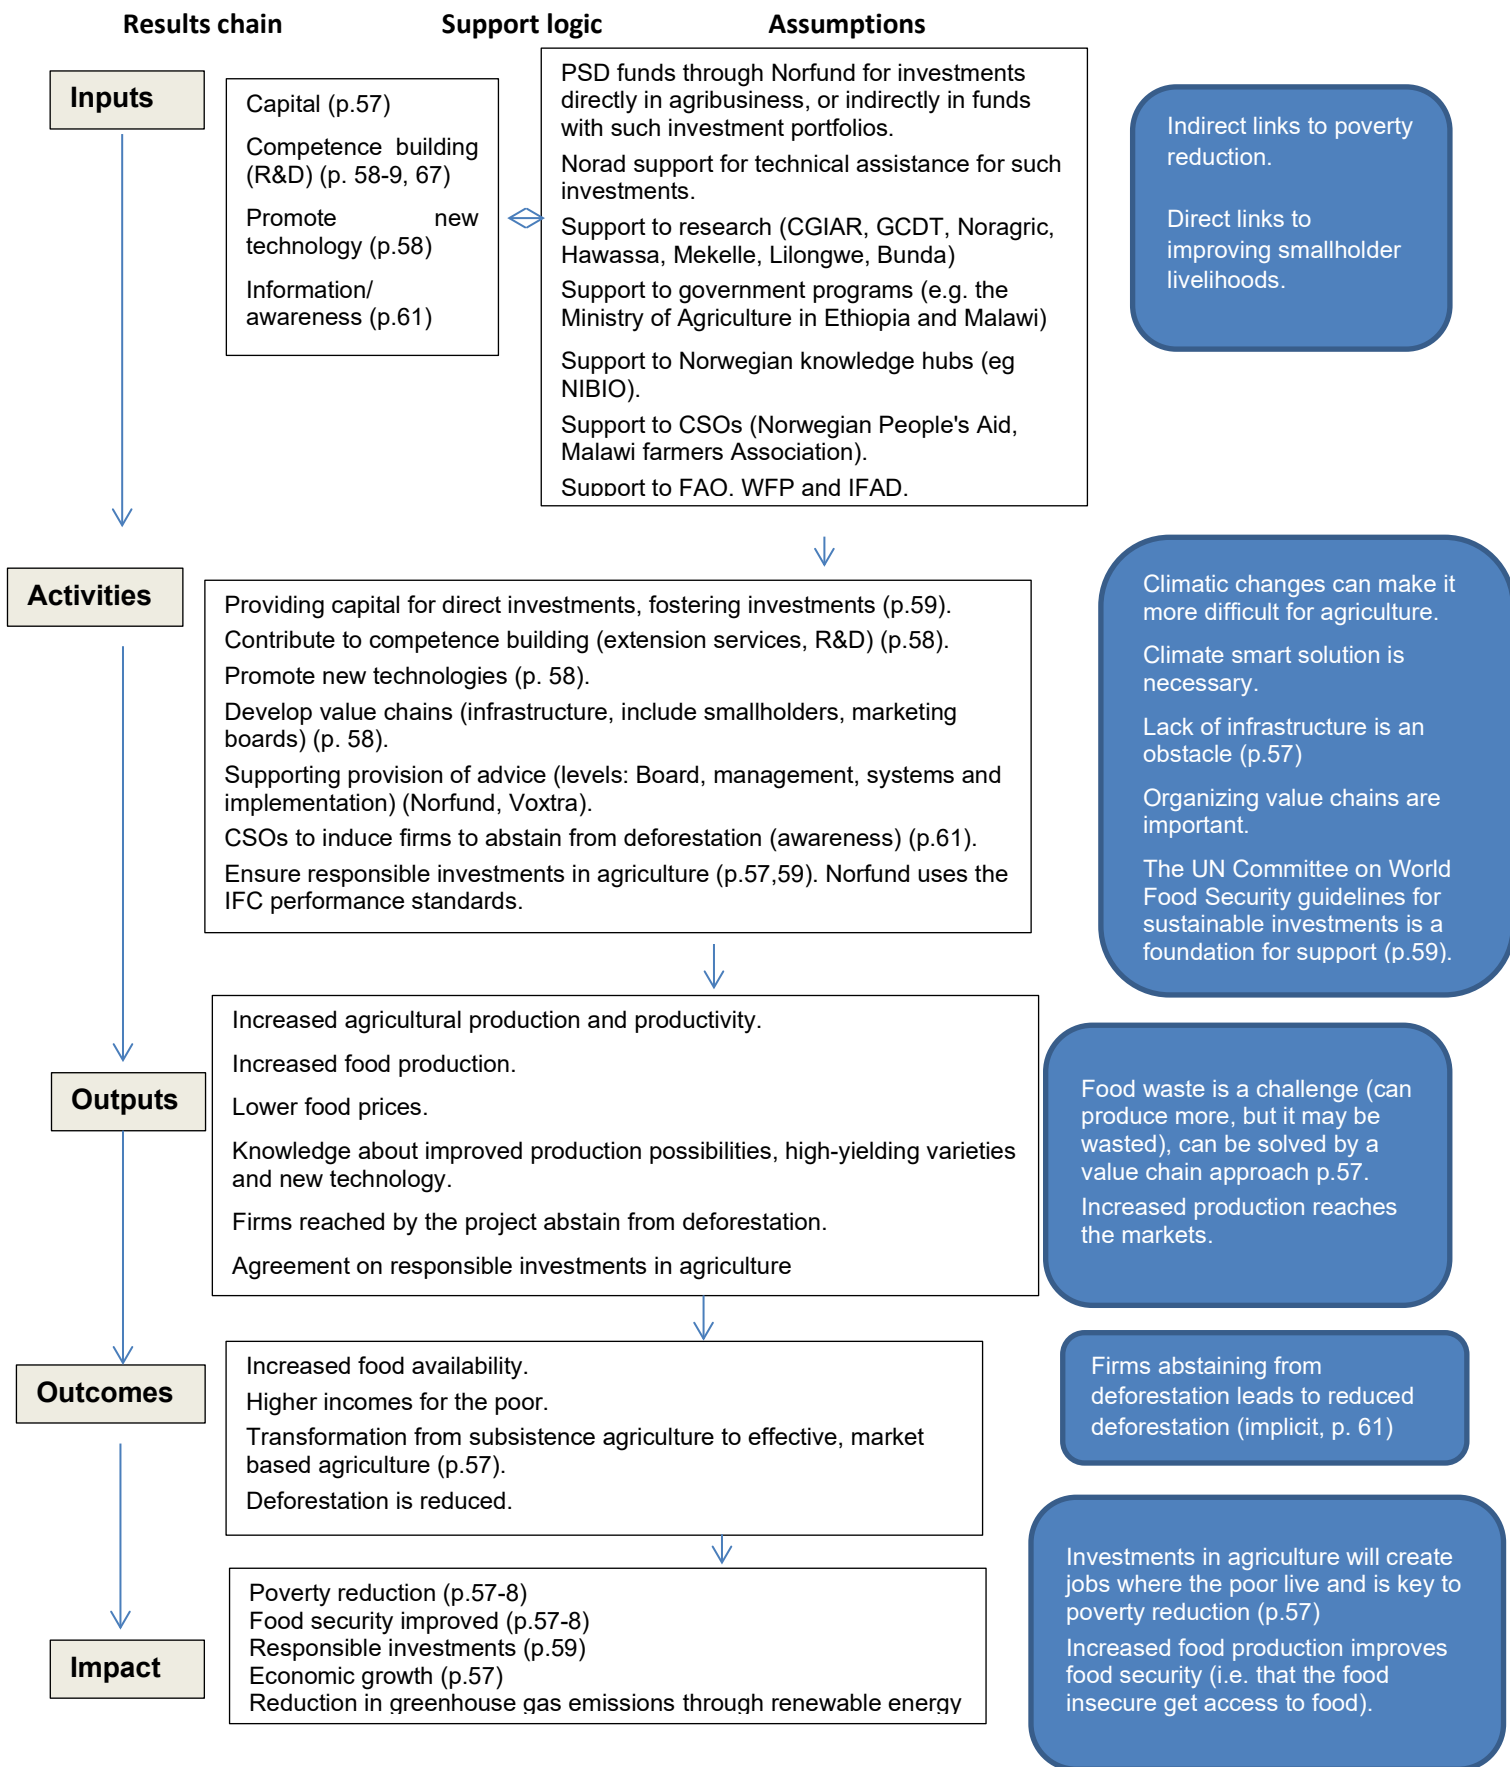 Results chain
Support logic
Assumptions
Inputs
Capital (p.57)
Competence building
(R&D) (p. 58-9, 67)
Promote new
technology (p.58)
Information/
awareness (p.61)
PSD funds through Norfund for investments
directly in agribusiness, or indirectly in funds
with such investment portfolios.
Norad support for technical assistance for such
investments.
Support to research (CGIAR, GCDT, Noragric,
Hawassa, Mekelle, Lilongwe, Bunda)
Support to government programs (e.g. the
Ministry of Agriculture in Ethiopia and Malawi)
Support to Norwegian knowledge hubs (eg
NIBIO).
Support to CSOs (Norwegian People's Aid,
Malawi farmers Association).
Support to FAO, WFP and IFAD.
Indirect links to poverty
reduction.
Direct links to
improving smallholder
livelihoods.
Activities
Providing capital for direct investments, fostering investments (p.59).
Contribute to competence building (extension services, R&D) (p.58).
Promote new technologies (p. 58).
Develop value chains (infrastructure, include smallholders, marketing
boards) (p. 58).
Supporting provision of advice (levels: Board, management, systems and
implementation) (Norfund, Voxtra).
CSOs to induce firms to abstain from deforestation (awareness) (p.61).
Ensure responsible investments in agriculture (p.57,59). Norfund uses the
IFC performance standards.
Climatic changes can make it
more difficult for agriculture.
Climate smart solution is
necessary.
Lack of infrastructure is an
obstacle (p.57)
Organizing value chains are
important.
The UN Committee on World
Food Security guidelines for
sustainable investments is a
foundation for support (p.59).
Outputs
Increased agricultural production and productivity.
Increased food production.
Lower food prices.
Knowledge about improved production possibilities, high-yielding varieties
and new technology.
Firms reached by the project abstain from deforestation.
Agreement on responsible investments in agriculture
Food waste is a challenge (can
produce more, but it may be
wasted), can be solved by a
value chain approach p.57.
Increased production reaches
the markets.
Outcomes
Increased food availability.
Higher incomes for the poor.
Transformation from subsistence agriculture to effective, market
based agriculture (p.57).
Deforestation is reduced.
Firms abstaining from
deforestation leads to reduced
deforestation (implicit, p. 61)
Impact
Poverty reduction (p.57-8)
Food security improved (p.57-8)
Responsible investments (p.59)
Economic growth (p.57)
Reduction in greenhouse gas emissions through renewable energy
Investments in agriculture will create
jobs where the poor live and is key to
poverty reduction (p.57)
Increased food production improves
food security (i.e. that the food
insecure get access to food).